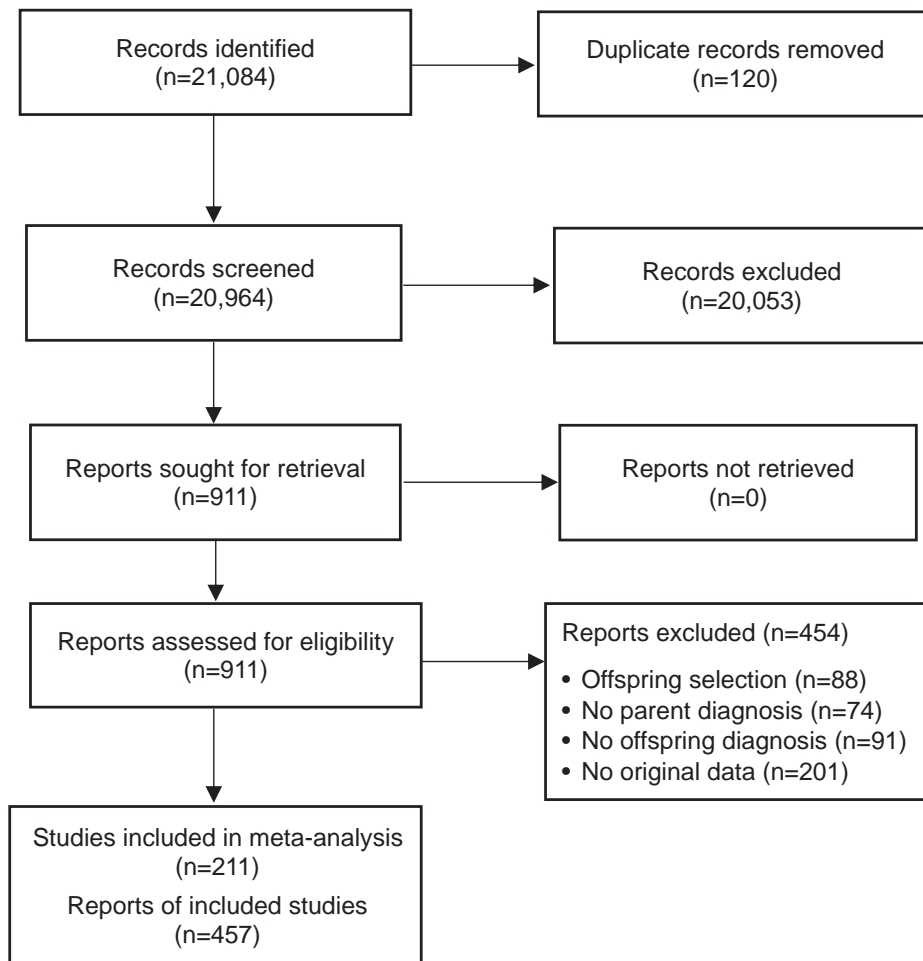 Records identified
(n=21,084)
Duplicate records removed
(n=120)
Records screened
(n=20,964)
Records excluded
(n=20,053)
Reports sought for retrieval
(n=911)
Reports not retrieved
(n=0)
Reports assessed for eligibility
(n=911)
Reports excluded (n=454)
• Offspring selection (n=88)
• No parent diagnosis (n=74)
• No offspring diagnosis (n=91)
• No original data (n=201)
Studies included in meta-analysis
(n=211)
Reports of included studies
(n=457)